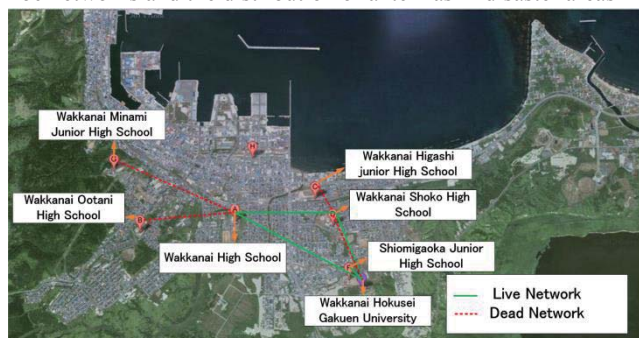 Wakkanai Minami
Junior High School
H
Wakkanai Higashi
junior High School
Wakkanai Ootani
High School
B
A
Wakkanai Shoko High
School
Wakkanai High School
Shiomigaoka Junior
High School
Wakkanai Hokusei
Gakuen University
Live Network
Dead Network